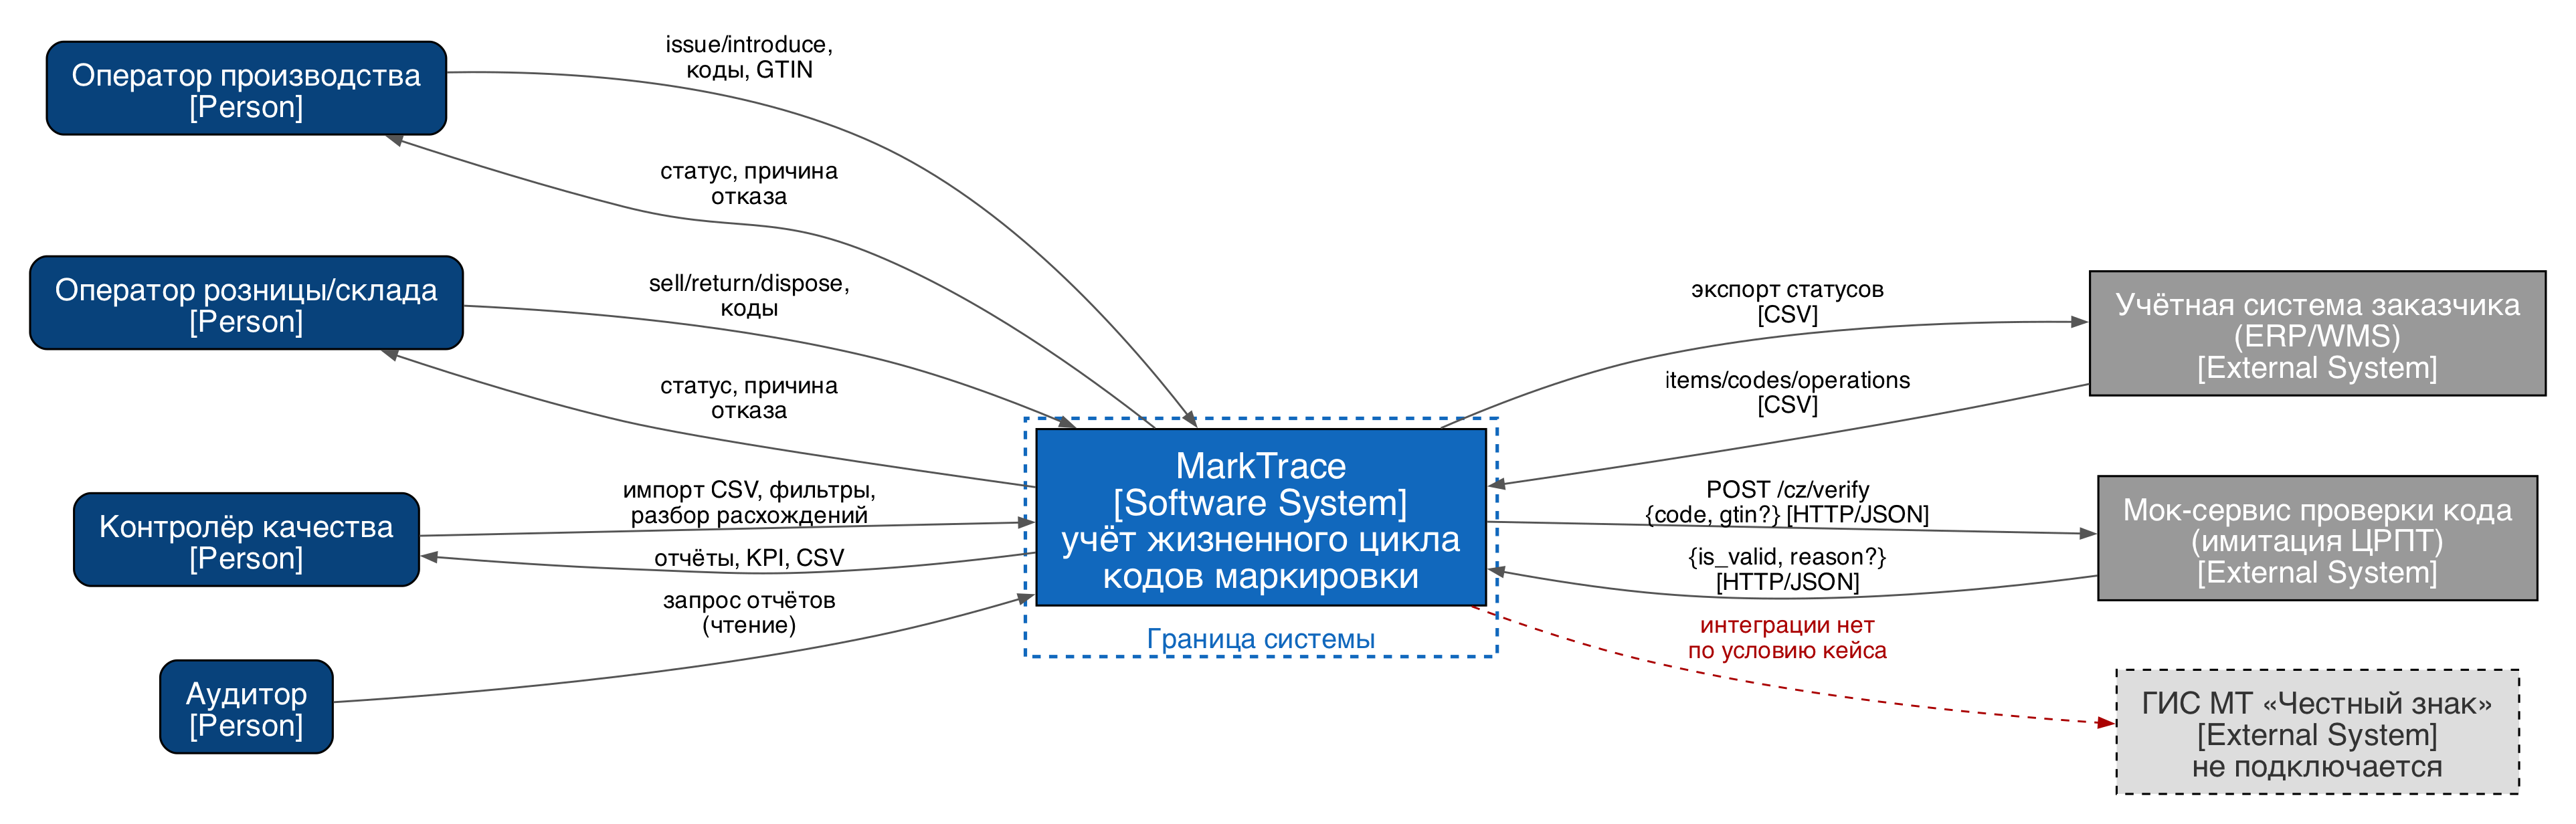 Оператор производства
[Person]
issue/introduce,
коды, GTIN
статус, причина
отказа
Оператор розницы/склада
[Person]
sell/return/dispose,
коды
статус, причина
отказа
Контролёр качества
[Person]
импорт CSV, фильтры,
разбор расхождений
отчёты, KPI, CSV
Аудитор
[Person]
запрос отчётов
(чтение)
MarkTrace
[Software System]
учёт жизненного цикла
кодов маркировки
Граница системы
экспорт статусов
[CSV]
items/codes/operations
[CSV]
Учётная система заказчика
(ERP/WMS)
[External System]
POST /cz/verify
{code, gtin?} [HTTP/JSON]
{is_valid, reason?}
[HTTP/JSON]
Мок-сервис проверки кода
(имитация ЦРПТ)
[External System]
интеграции нет
по условию кейса
ГИС МТ «Честный знак»
[External System]
не подключается